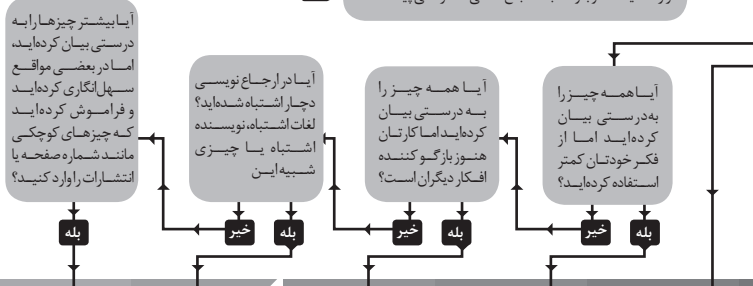 آیا همه چیز را
به‌درستی بیان
کرده‌اید اما از
فکر خودتان کمتر
استفاده کرده‌اید؟
بله
خیر
آیا همه چیز را
به درستی بیان
کرده‌اید اما کارتان
هنوز بازگو کننده
افکار دیگران است؟
بله
خیر
آیا در ارجاع نویسی
دچار اشتباه شده‌اید؟
لغات اشتباه، نویسنده
اشتباه یا چیزی
شبیه این
بله
خیر
آیا بیشتر چیزها را به
درستی بیان کرده‌اید،
اما در بعضی مواقع
سهل‌انگاری کرده‌اید
و فراموش کرده‌اید
که چیزهای کوچکی
مانند شماره صفحه یا
انتشارات را وارد کنید؟
بله